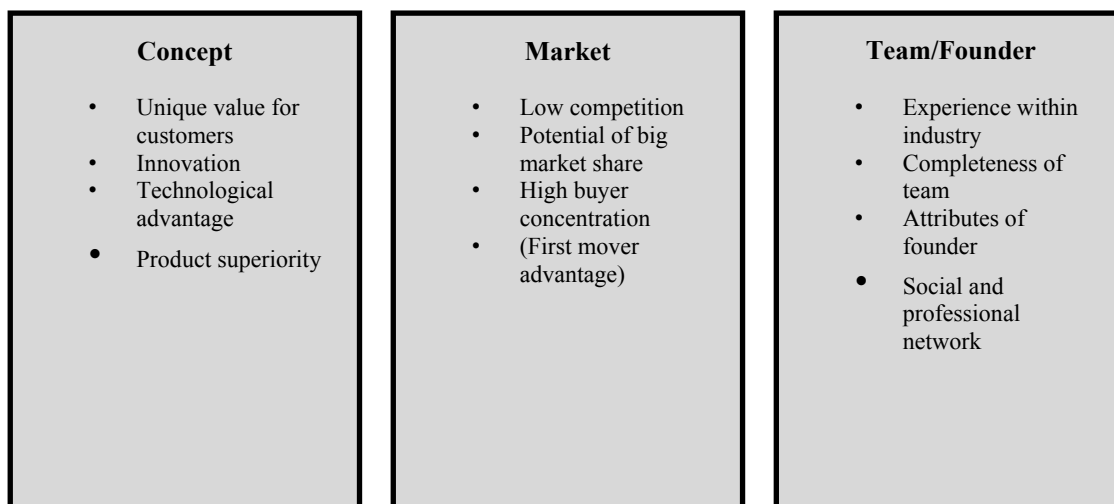 Concept
• Unique value for
customers
• Innovation
• Technological
advantage
• Product superiority
Market
• Low competition
• Potential of big
market share
• High buyer
concentration
• (First mover
advantage)
Team/Founder
• Experience within
industry
• Completeness of
team
• Attributes of
founder
• Social and
professional
network